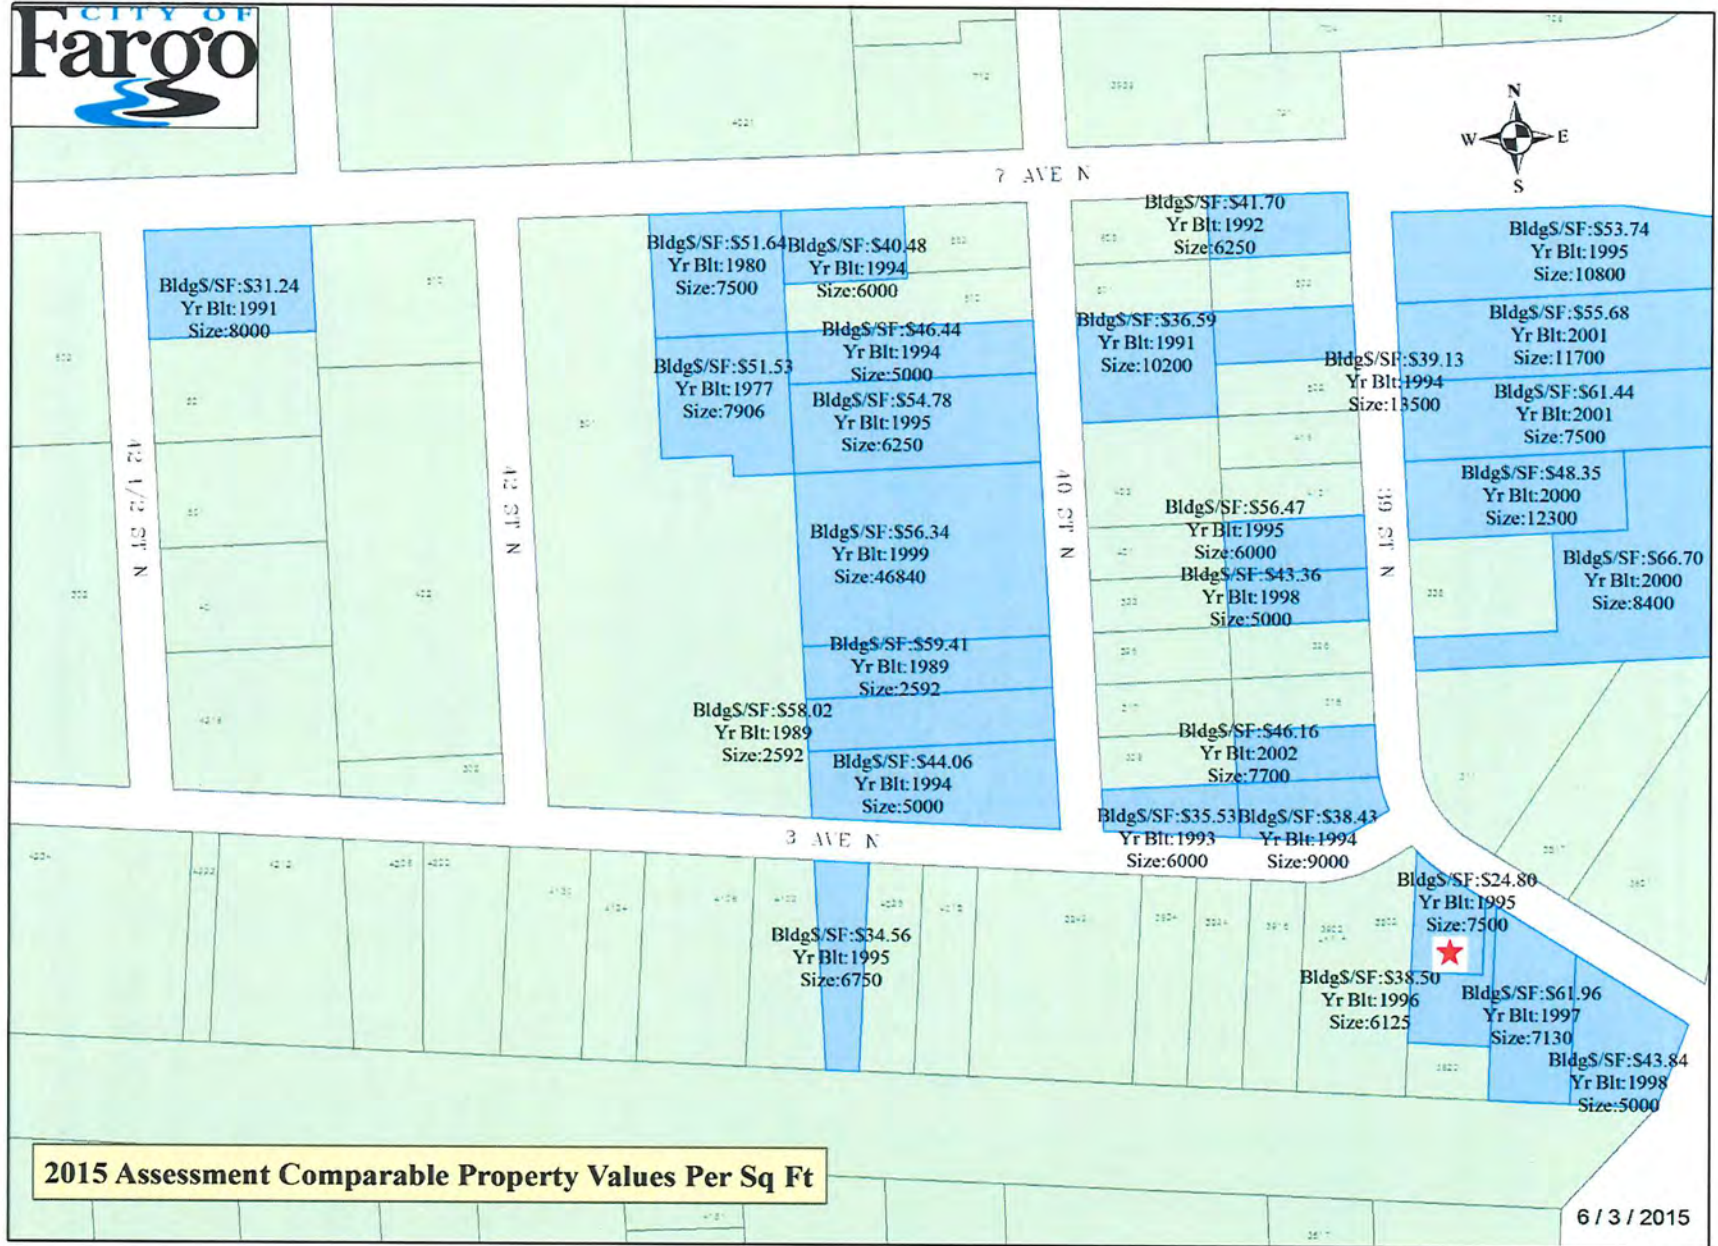 CITY OF
Fargo
N
W E
S
7 AVE N
Bldg$/SF:$31.24
Yr Blt:1991
Size:8000
Bldg$/SF:$51.64
Yr Blt:1980
Size:7500
Bldg$/SF:$40.48
Yr Blt:1994
Size:6000
Bldg$/SF:$41.70
Yr Blt:1992
Size:6250
Bldg$/SF:$53.74
Yr Blt:1995
Size:10800
Bldg$/SF:$46.44
Yr Blt:1994
Size:5000
Bldg$/SF:$36.59
Yr Blt:1991
Size:10200
Bldg$/SF:$55.68
Yr Blt:2001
Size:11700
Bldg$/SF:$51.53
Yr Blt:1977
Size:7906
Bldg$/SF:$39.13
Yr Blt:1994
Size:13500
Bldg$/SF:$54.78
Yr Blt:1995
Size:6250
Bldg$/SF:$61.44
Yr Blt:2001
Size:7500
42 1/2 ST N
42 ST N
40 ST N
39 ST N
Bldg$/SF:$48.35
Yr Blt:2000
Size:12300
Bldg$/SF:$56.34
Yr Blt:1999
Size:46840
Bldg$/SF:$56.47
Yr Blt:1995
Size:6000
Bldg$/SF:$43.36
Yr Blt:1998
Size:5000
Bldg$/SF:$66.70
Yr Blt:2000
Size:8400
Bldg$/SF:$59.41
Yr Blt:1989
Size:2592
Bldg$/SF:$58.02
Yr Blt:1989
Size:2592
Bldg$/SF:$46.16
Yr Blt:2002
Size:7700
Bldg$/SF:$44.06
Yr Blt:1994
Size:5000
Bldg$/SF:$35.53
Yr Blt:1993
Size:6000
Bldg$/SF:$38.43
Yr Blt:1994
Size:9000
3 AVE N
Bldg$/SF:$24.80
Yr Blt:1995
Size:7500
Bldg$/SF:$34.56
Yr Blt:1995
Size:6750
Bldg$/SF:$38.50
Yr Blt:1996
Size:6125
Bldg$/SF:$61.96
Yr Blt:1997
Size:7130
Bldg$/SF:$43.84
Yr Blt:1998
Size:5000
2015 Assessment Comparable Property Values Per Sq Ft
6 / 3 / 2015